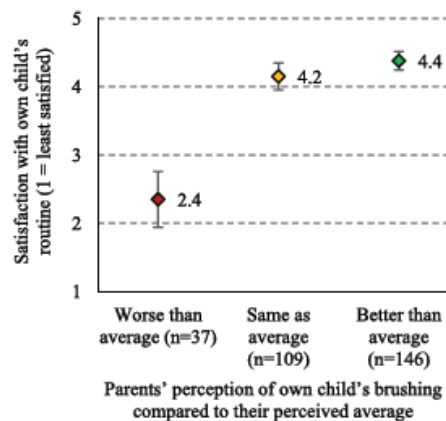 Satisfaction with own child's
routine (1 = least satisfied)
5
4
3
2
1
2.4
4.2
4.4
Worse than
average (n=37)
Same as
average
(n=109)
Better than
average
(n=146)
Parents' perception of own child's brushing
compared to their perceived average